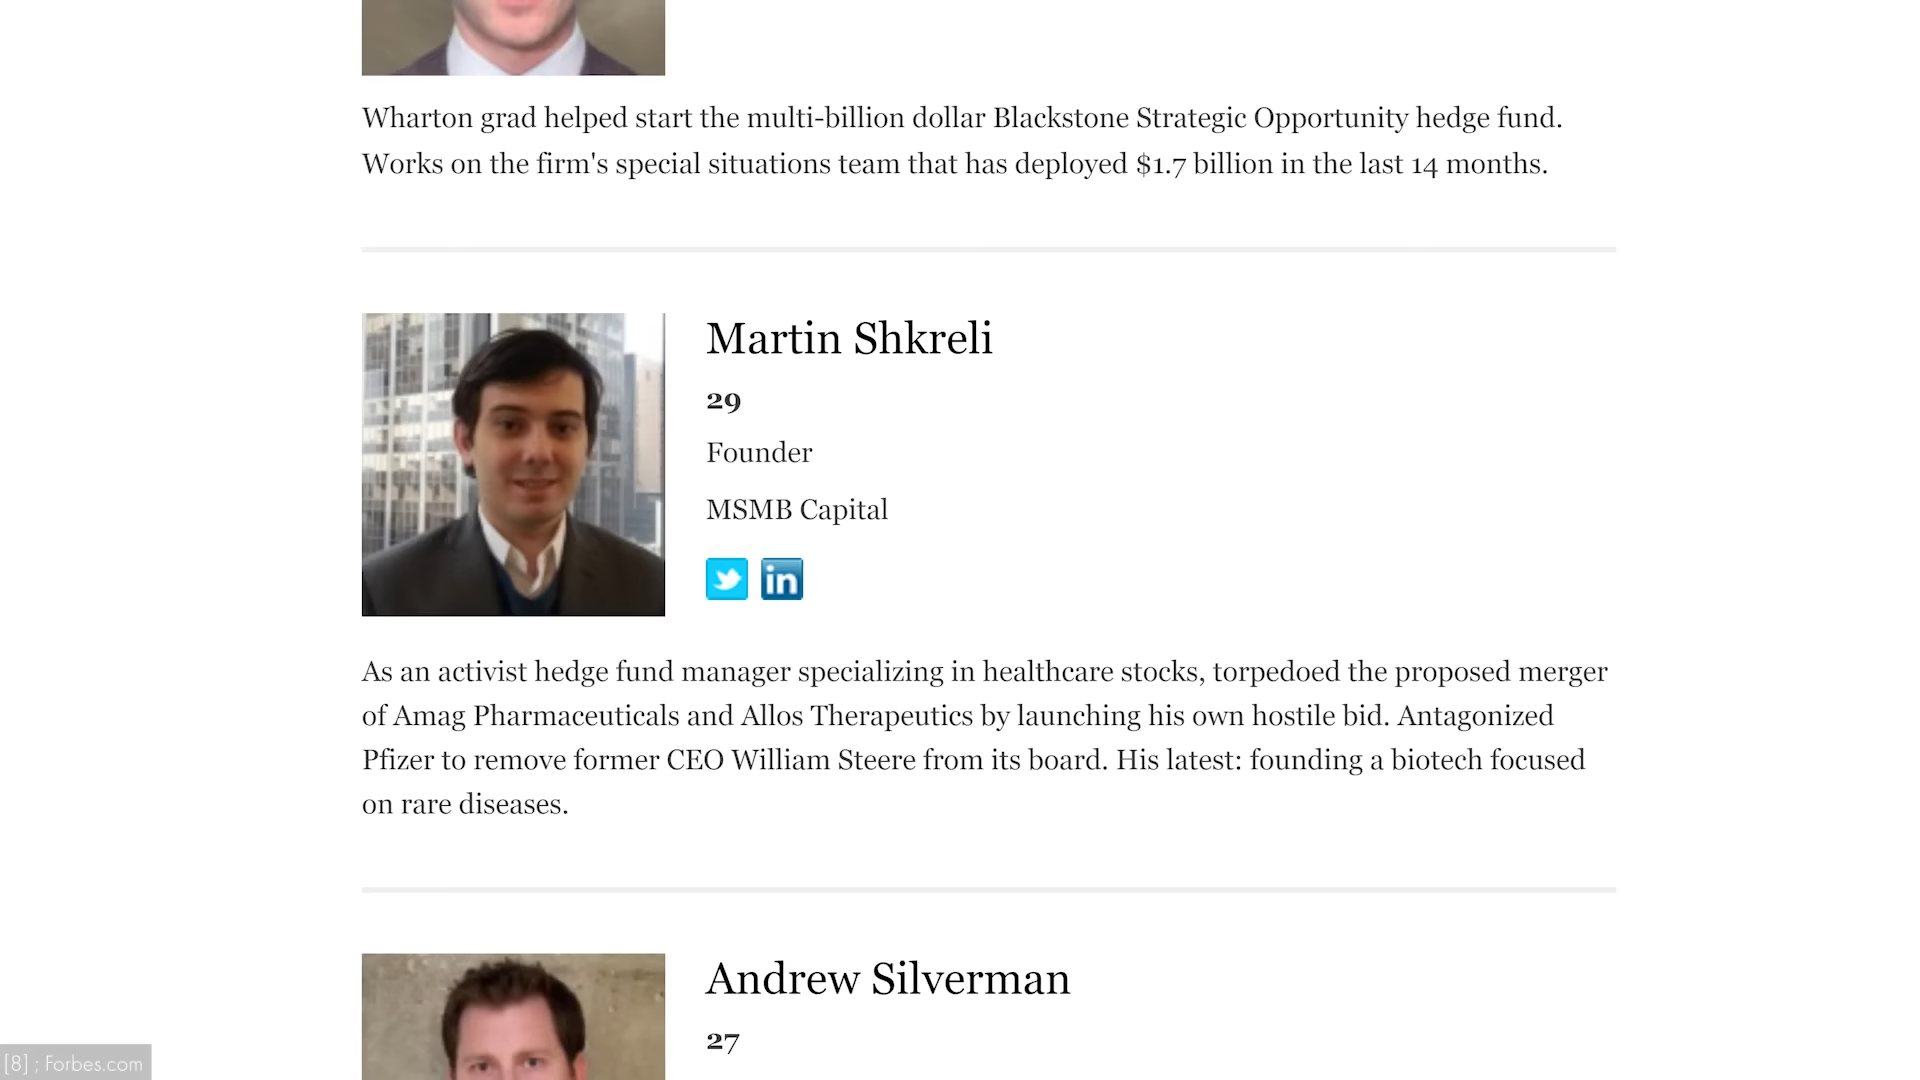 Wharton grad helped start the multi-billion dollar Blackstone Strategic Opportunity hedge fund.
Works on the firm's special situations team that has deployed $1.7 billion in the last 14 months.
Martin Shkreli
29
Founder
MSMB Capital
in
As an activist hedge fund manager specializing in healthcare stocks, torpedoed the proposed merger
of Amag Pharmaceuticals and Allos Therapeutics by launching his own hostile bid. Antagonized
Pfizer to remove former CEO William Steere from its board. His latest: founding a biotech focused
on rare diseases.
Andrew Silverman
27
[8] ; Forbes.com